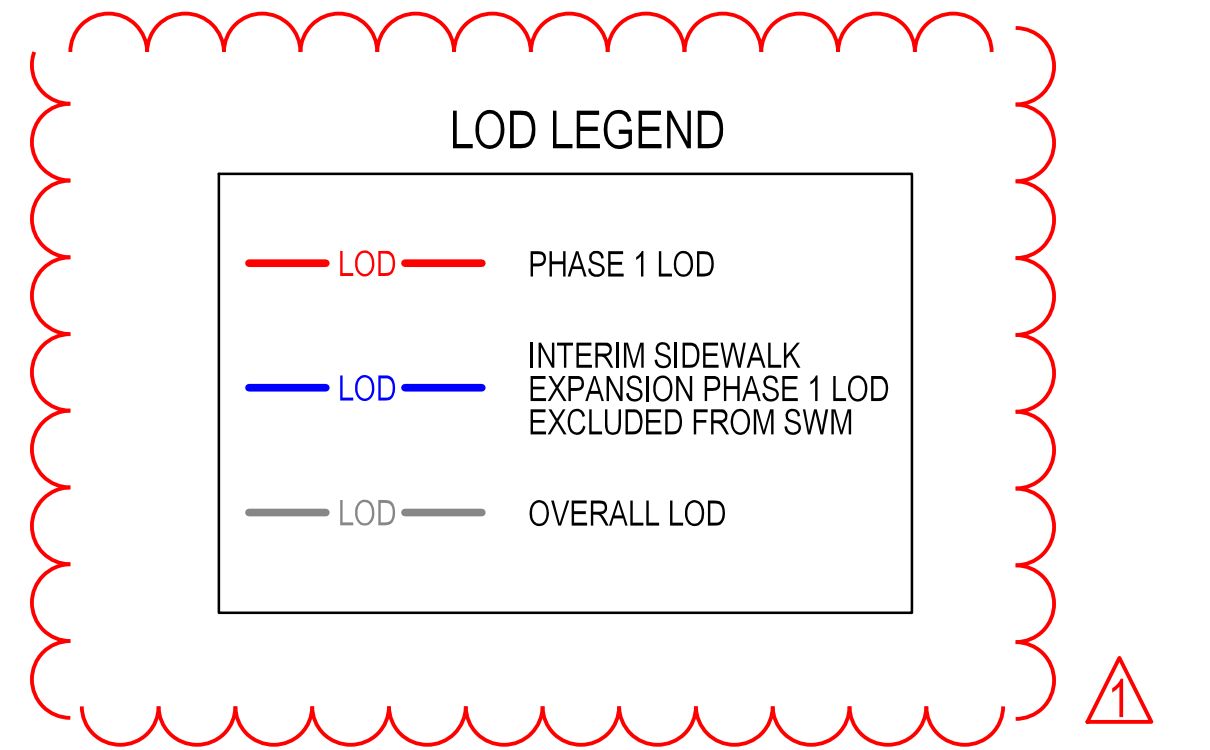 LOD LEGEND
LOD PHASE 1 LOD
LOD INTERIM SIDEWALK
EXPANSION PHASE 1 LOD
EXCLUDED FROM SWM
LOD OVERALL LOD
1